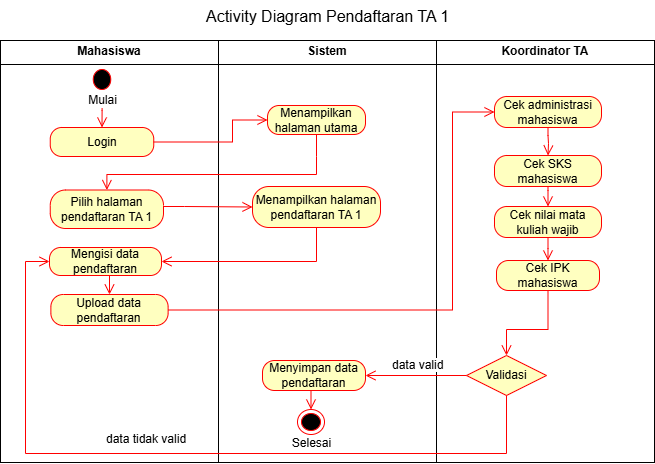 Activity Diagram Pendaftaran TA 1
Mahasiswa
Sistem
Koordinator TA
Mulai
Login
Menampilkan
halaman utama
Cek administrasi
mahasiswa
Cek SKS
mahasiswa
Pilih halaman
pendaftaran TA 1
Menampilkan halaman
pendaftaran TA 1
Cek nilai mata
kuliah wajib
Mengisi data
pendaftaran
Cek IPK
mahasiswa
Upload data
pendaftaran
Validasi
data valid
Menyimpan data
pendaftaran
Selesai
data tidak valid